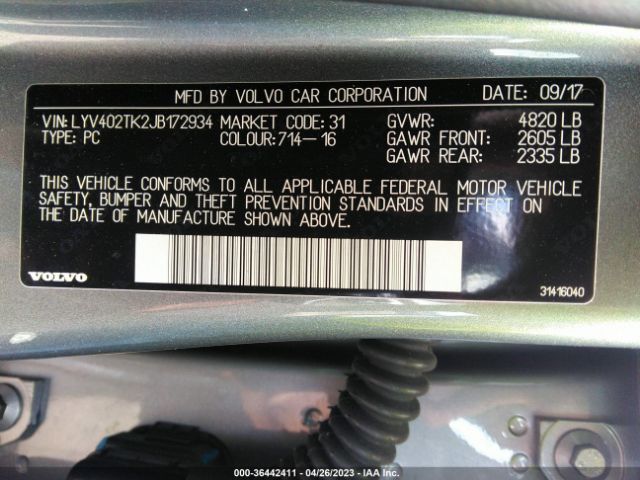 MFD BY VOLVO CAR CORPORATION DATE: 09/17
VIN: LYV402TK2JB172934 MARKET CODE: 31 GVWR: 4820 LB
TYPE: PC COLOUR: 714-16 GAWR FRONT: 2605 LB
GAWR REAR: 2335 LB
THIS VEHICLE CONFORMS TO ALL APPLICABLE FEDERAL MOTOR VEHICLE
SAFETY, BUMPER AND THEFT PREVENTION STANDARDS IN EFFECT ON
THE DATE OF MANUFACTURE SHOWN ABOVE.
VOLVO 31416040
000-36442411 - 04/26/2023 - IAA Inc.